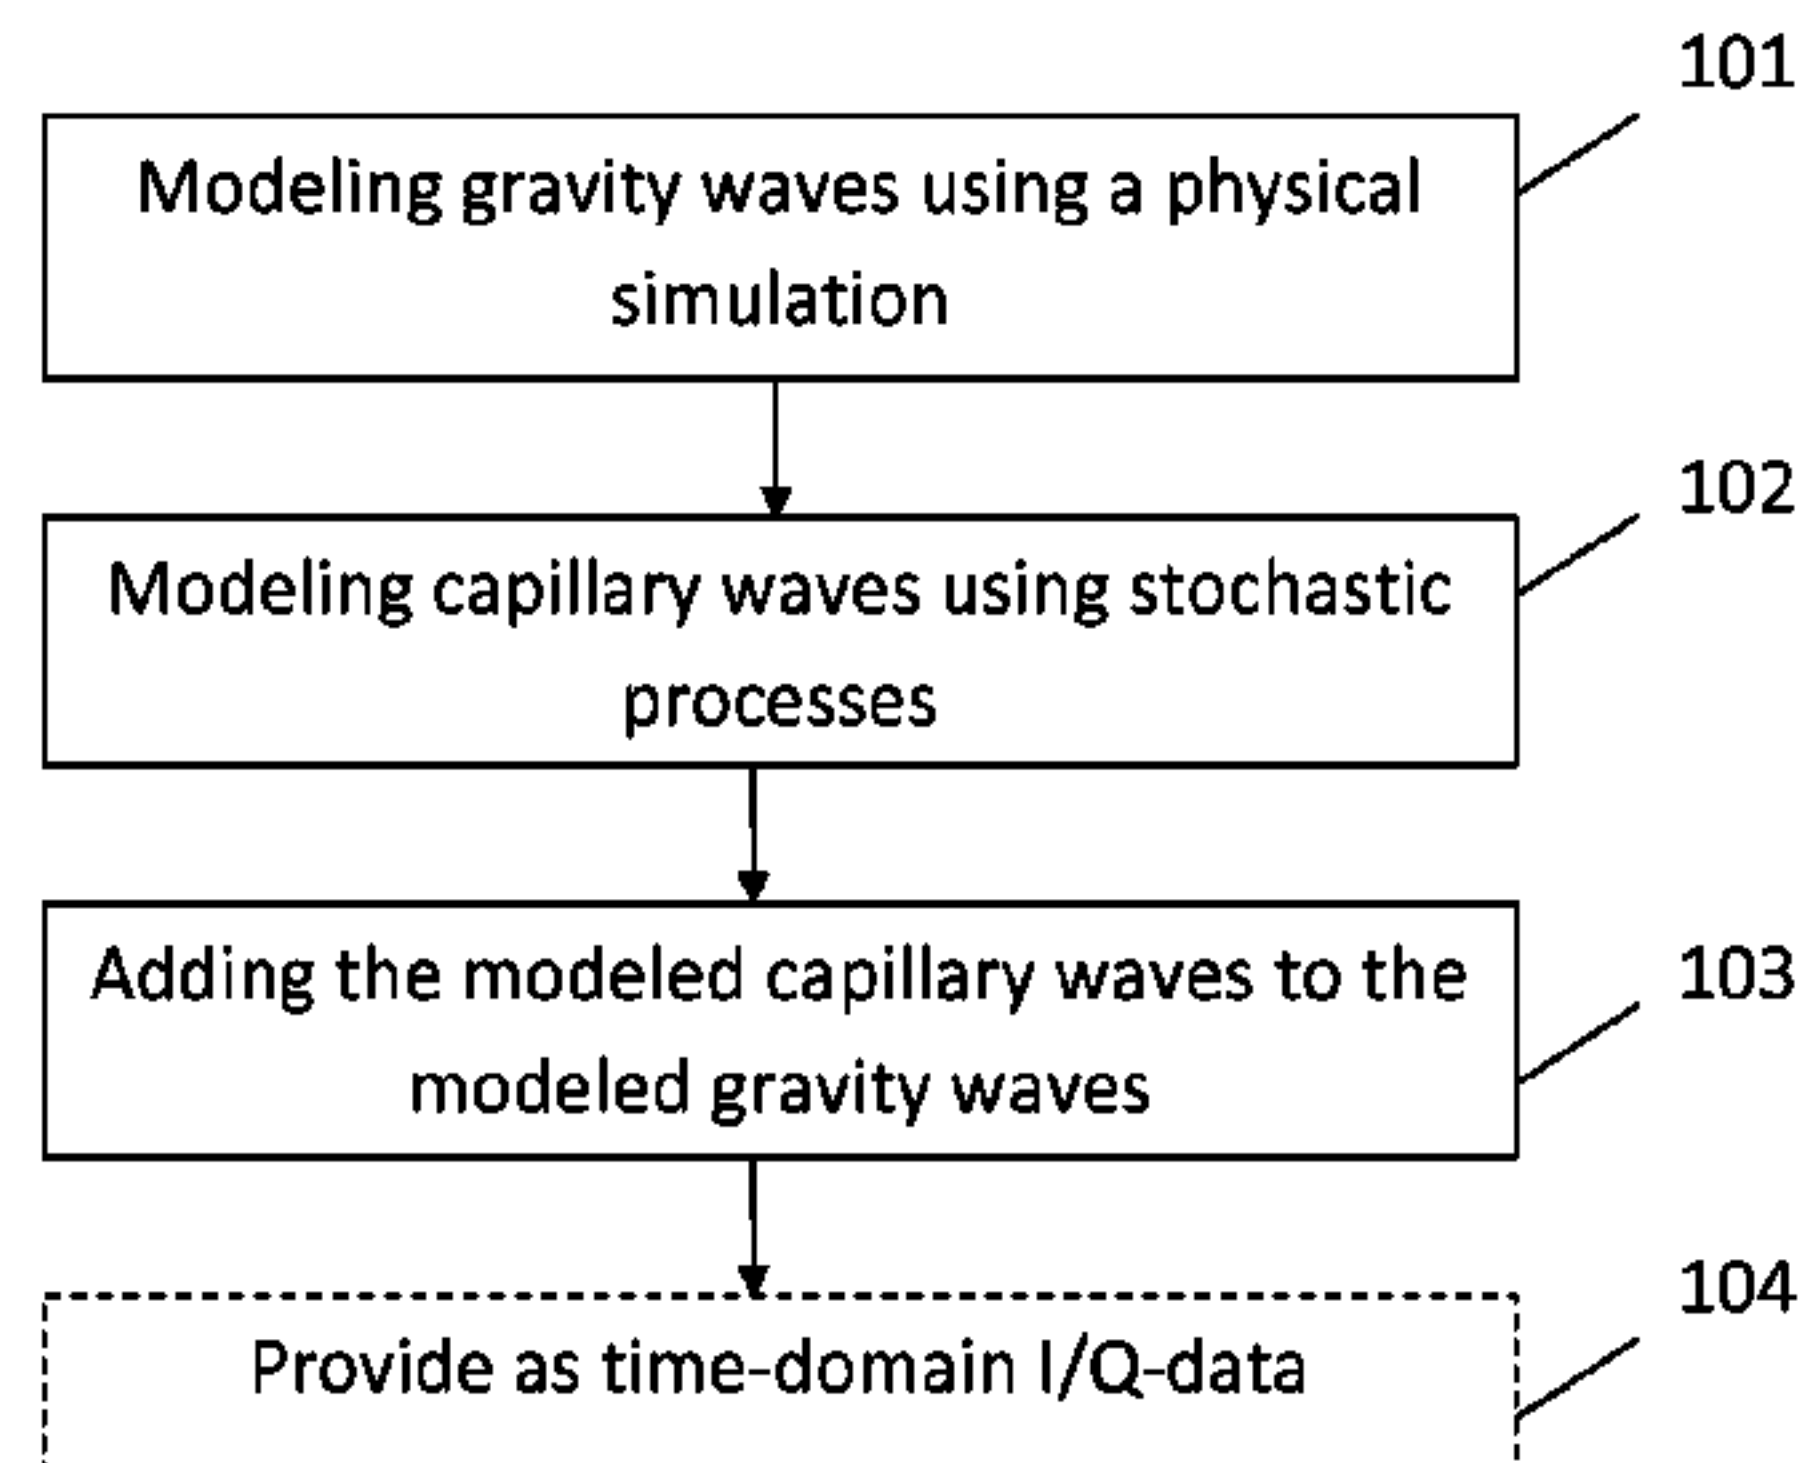 101
Modeling gravity waves using a physical
simulation
102
Modeling capillary waves using stochastic
processes
103
Adding the modeled capillary waves to the
modeled gravity waves
104
Provide as time-domain I/Q-data